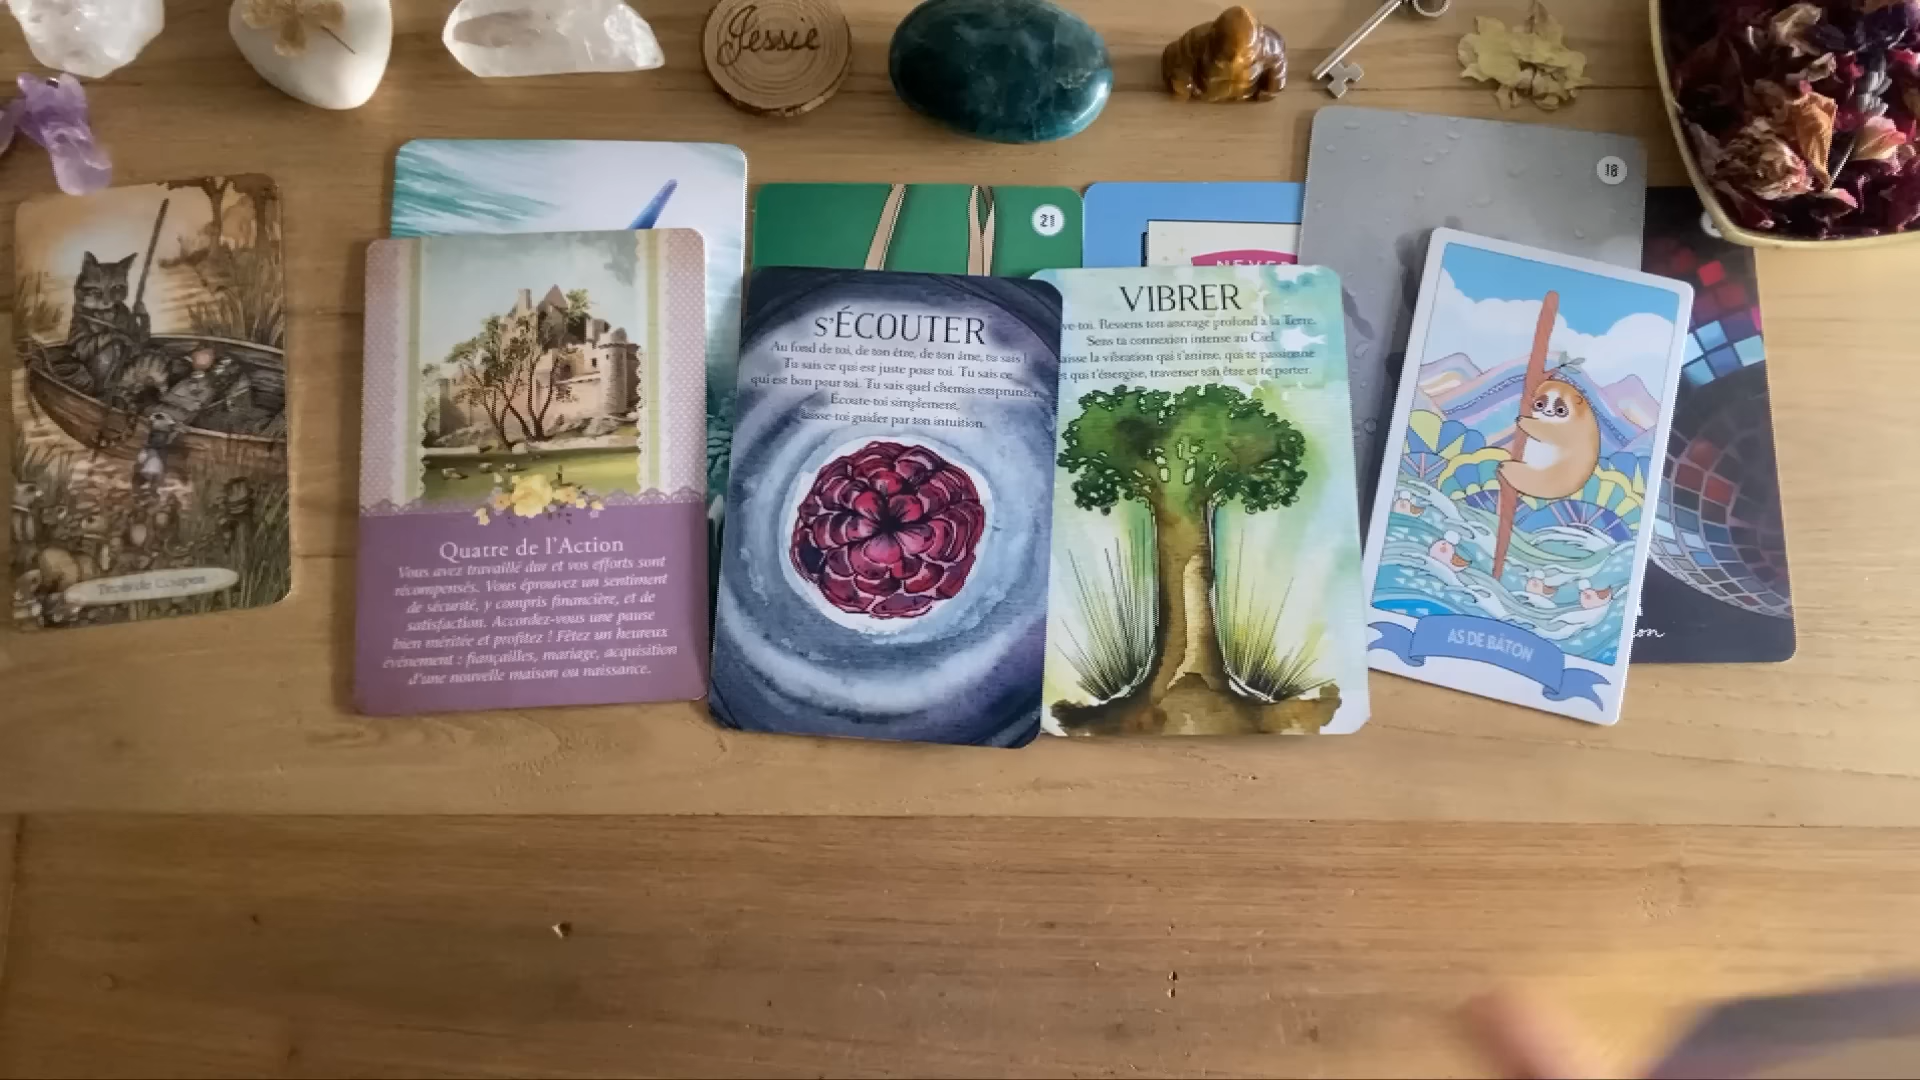 Jessie
18
21
NEVER
Trois de Coupes
Quatre de l'Action
Vous avez travaillé dur et vos efforts sont
récompensés. Vous éprouvez un sentiment
de sécurité, y compris financière, et de
satisfaction. Accordez-vous une pause
bien méritée et profitez ! Fêtez un heureux
événement : fiançailles, mariage, acquisition
d'une nouvelle maison ou naissance.
S'ÉCOUTER
Au fond de toi, de ton être, de ton âme, tu sais !
Tu sais ce qui est juste pour toi. Tu sais ce
qui est bon pour toi. Tu sais quel chemin emprunter.
Écoute-toi simplement,
laisse-toi guider par ton intuition.
VIBRER
ve-toi. Ressens ton ancrage profond à la Terre.
Sens ta connexion intense au Ciel.
aisse la vibration qui t'anime, qui te passionne
t qui t'énergise, traverser ton être et te porter.
AS DE BÂTON
on